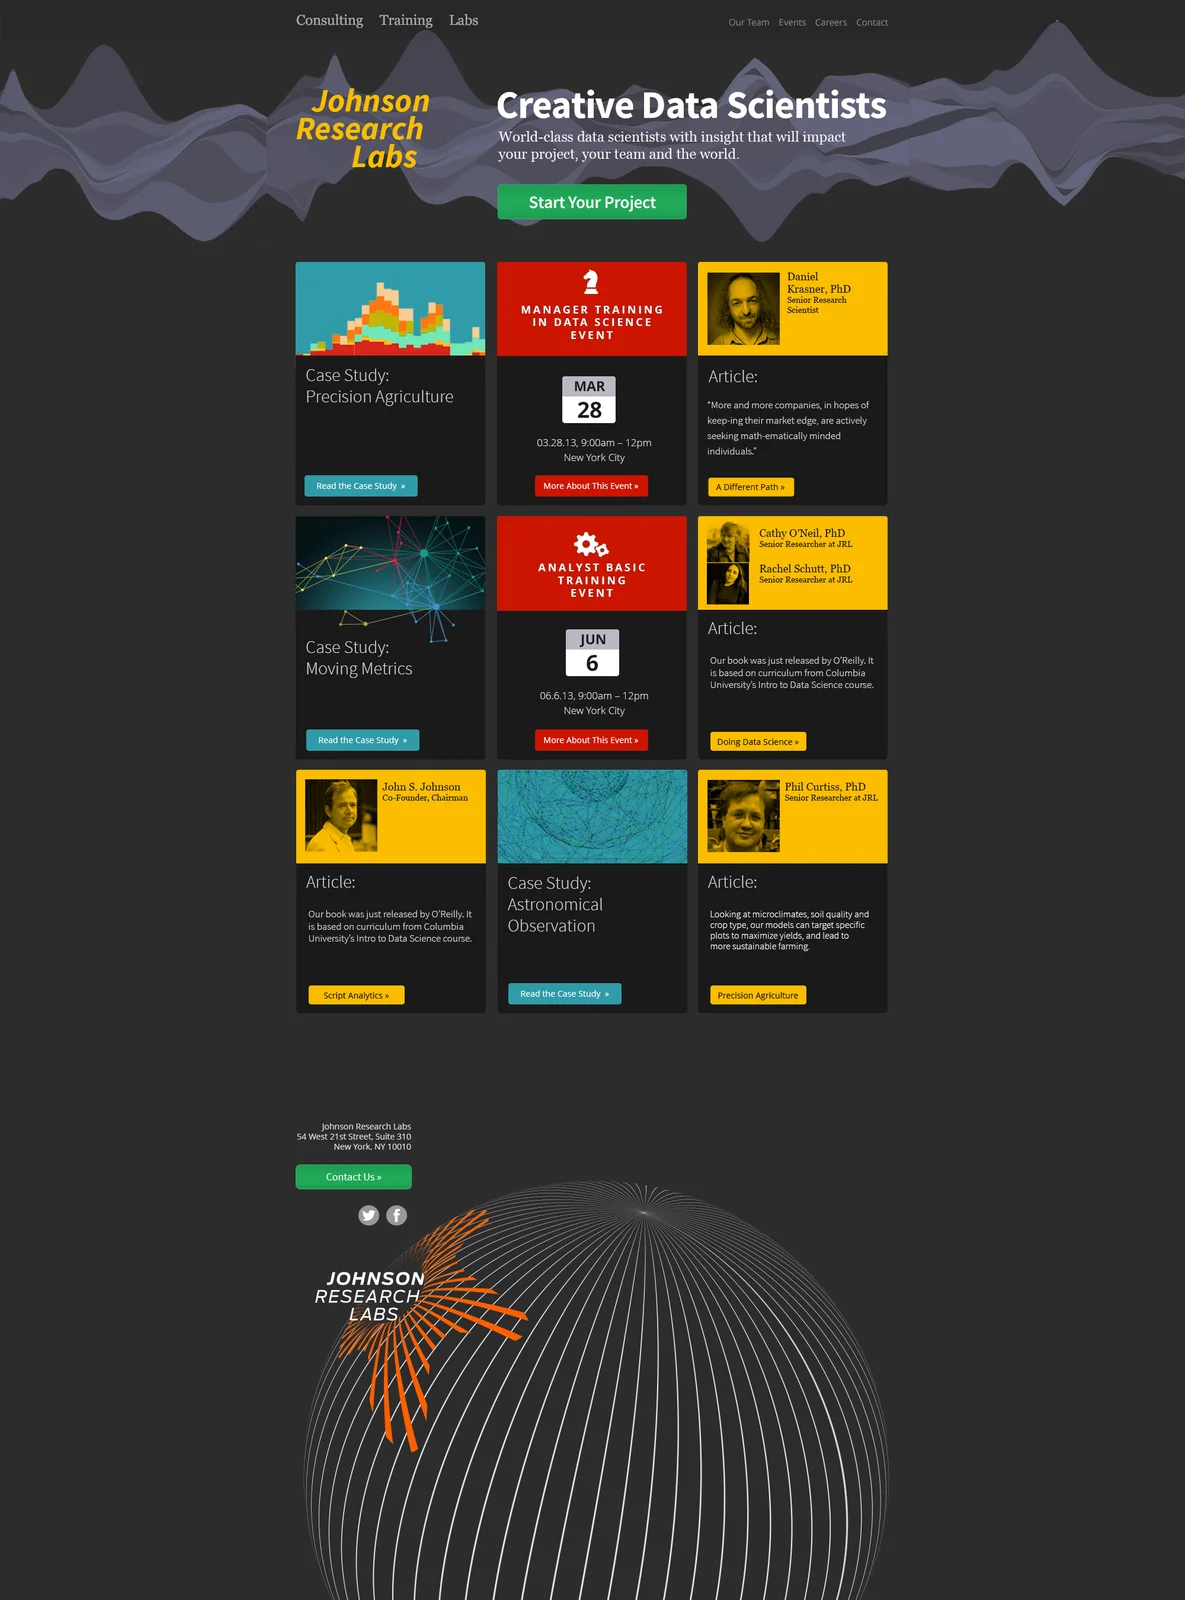 Consulting Training Labs
Our Team Events Careers Contact
Johnson
Research
Labs
Creative Data Scientists
World-class data scientists with insight that will impact
your project, your team and the world.
Start Your Project
Case Study:
Precision Agriculture
Read the Case Study »
MANAGER TRAINING
IN DATA SCIENCE
EVENT
MAR
28
03.28.13, 9:00am – 12pm
New York City
More About This Event »
Daniel
Krasner, PhD
Senior Research
Scientist
Article:
"More and more companies, in hopes of
keep-ing their market edge, are actively
seeking math-ematically minded
individuals."
A Different Path »
Case Study:
Moving Metrics
Read the Case Study »
ANALYST BASIC
TRAINING
EVENT
JUN
6
06.6.13, 9:00am – 12pm
New York City
More About This Event »
Cathy O'Neil, PhD
Senior Researcher at JRL
Rachel Schutt, PhD
Senior Researcher at JRL
Article:
Our book was just released by O'Reilly. It
is based on curriculum from Columbia
University's Intro to Data Science course.
Doing Data Science »
John S. Johnson
Co-Founder, Chairman
Article:
Our book was just released by O'Reilly. It
is based on curriculum from Columbia
University's Intro to Data Science course.
Script Analytics »
Case Study:
Astronomical
Observation
Read the Case Study »
Phil Curtiss, PhD
Senior Researcher at JRL
Article:
Looking at microclimates, soil quality and
crop type, our models can target specific
plots to maximize yields, and lead to
more sustainable farming.
Precision Agriculture
Johnson Research Labs
54 West 21st Street, Suite 310
New York, NY 10010
Contact Us »
JOHNSON
RESEARCH
LABS